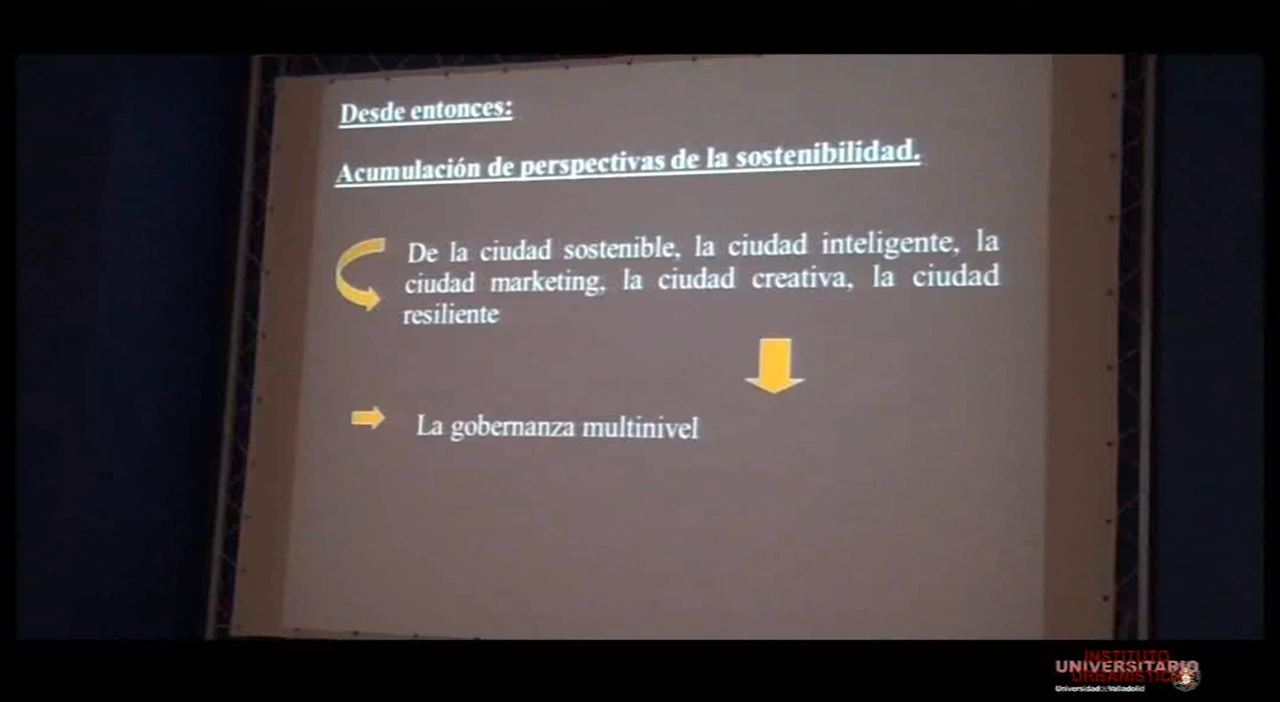 Desde entonces:
Acumulación de perspectivas de la sostenibilidad.
De la ciudad sostenible, la ciudad inteligente, la
ciudad marketing, la ciudad creativa, la ciudad
resiliente
La gobernanza multinivel
INSTITUTO
UNIVERSITARIO
URBANÍSTICA
Universidad de Valladolid